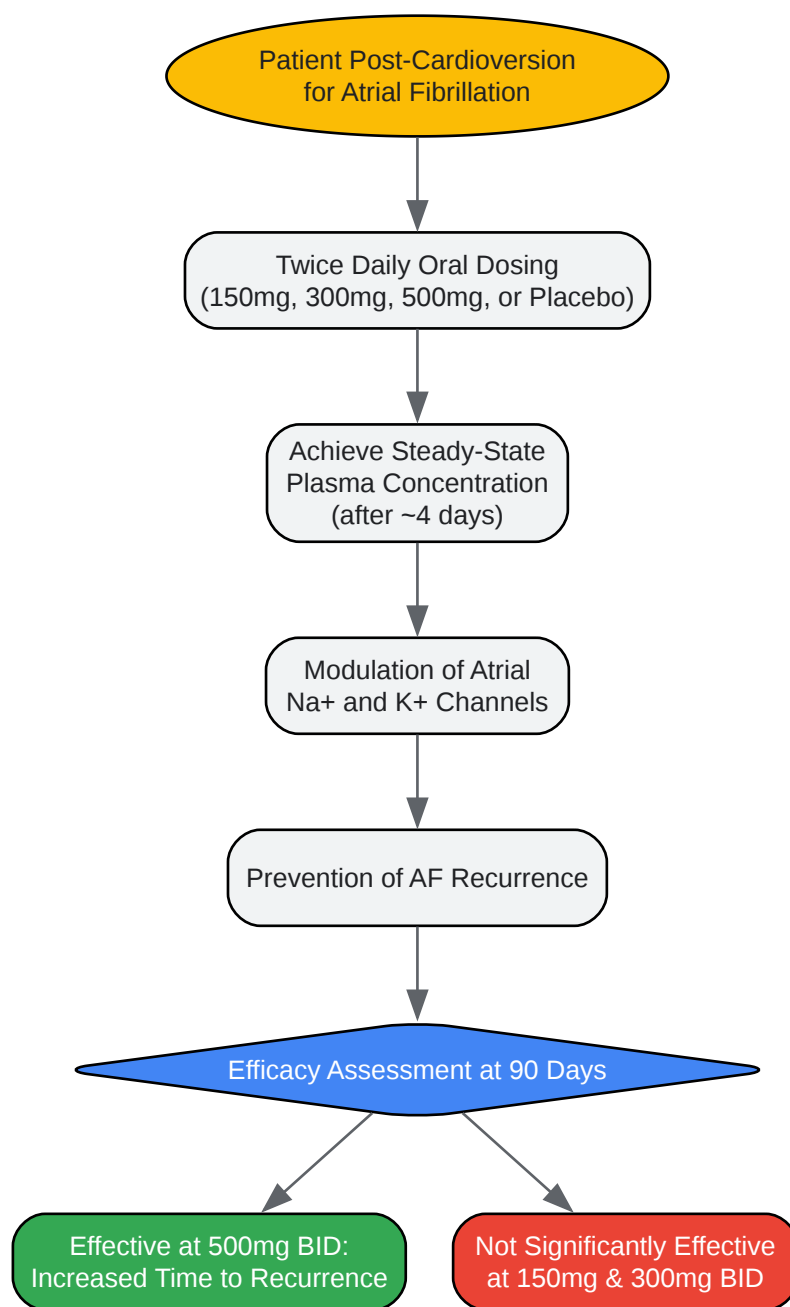 Patient Post-Cardioversion
for Atrial Fibrillation
Twice Daily Oral Dosing
(150mg, 300mg, 500mg, or Placebo)
Achieve Steady-State
Plasma Concentration
(after ~4 days)
Modulation of Atrial
Na+ and K+ Channels
Prevention of AF Recurrence
Efficacy Assessment at 90 Days
Effective at 500mg BID:
Increased Time to Recurrence
Not Significantly Effective
at 150mg & 300mg BID